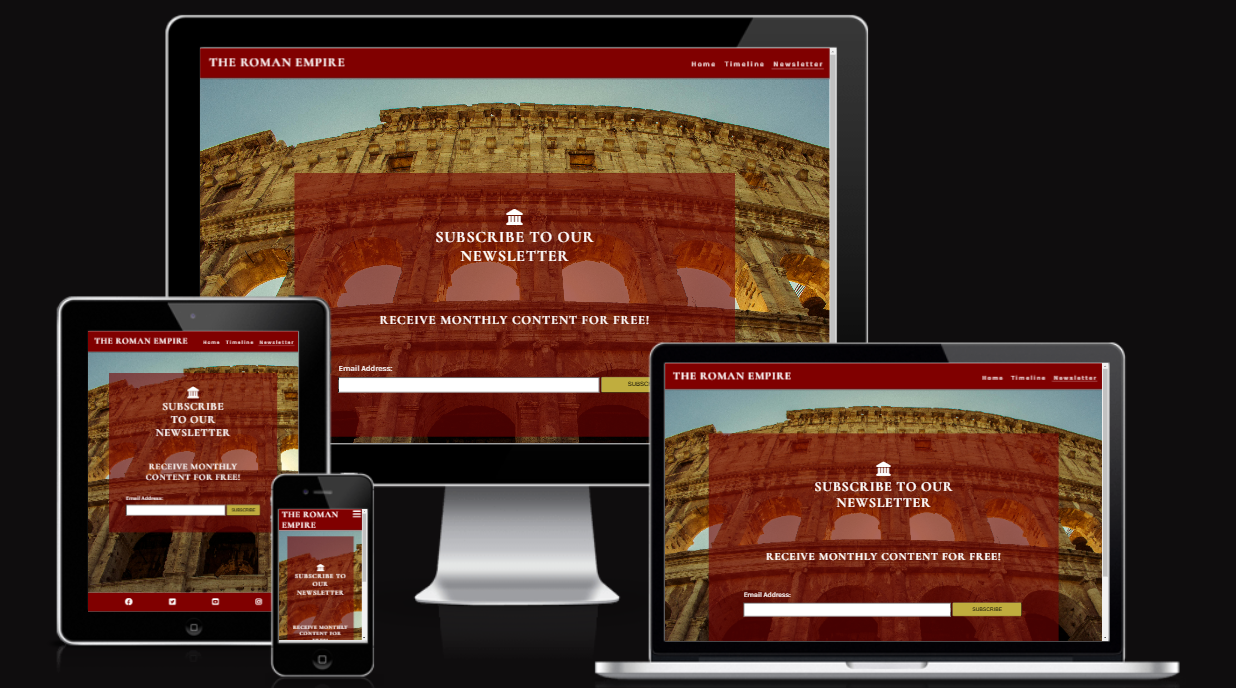 THE ROMAN EMPIRE
Home Timeline Newsletter
SUBSCRIBE TO OUR
NEWSLETTER
RECEIVE MONTHLY CONTENT FOR FREE!
Email Address:
SUBSC
THE ROMAN EMPIRE
Home Timeline Newsletter
SUBSCRIBE
TO OUR
NEWSLETTER
RECEIVE MONTHLY
CONTENT FOR FREE!
Email Address:
SUBSCRIBE
THE ROMAN
EMPIRE
SUBSCRIBE TO
OUR
NEWSLETTER
RECEIVE MONTHLY
CONTENT FOR
THE ROMAN EMPIRE
Home Timeline Newsletter
SUBSCRIBE TO OUR
NEWSLETTER
RECEIVE MONTHLY CONTENT FOR FREE!
Email Address:
SUBSCRIBE